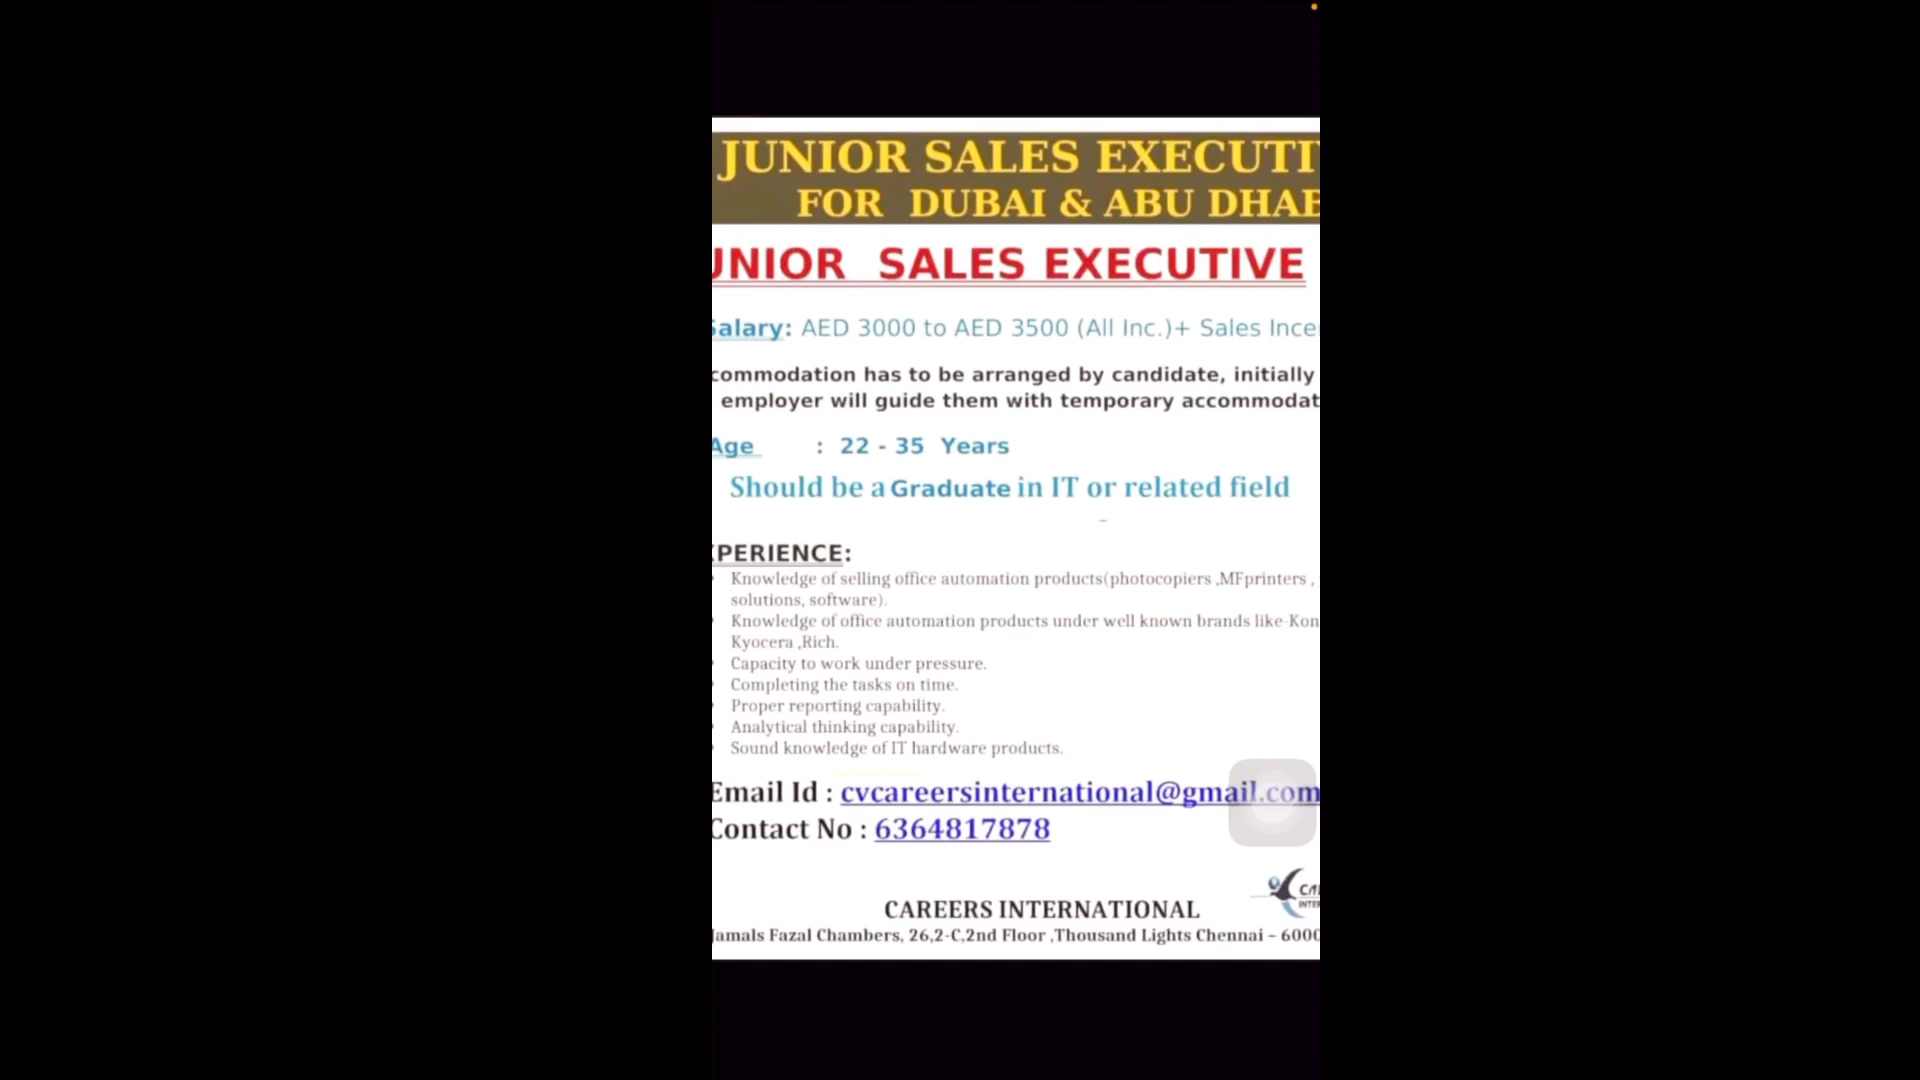 JUNIOR SALES EXECUTI
FOR DUBAI & ABU DHAB
UNIOR SALES EXECUTIVE
Salary: AED 3000 to AED 3500 (All Inc.)+ Sales Ince
commodation has to be arranged by candidate, initially
employer will guide them with temporary accommodat
Age : 22 - 35 Years
Should be a Graduate in IT or related field
XPERIENCE:
Knowledge of selling office automation products(photocopiers ,MFprinters ,
solutions, software).
Knowledge of office automation products under well known brands like-Kon
Kyocera ,Rich.
Capacity to work under pressure.
Completing the tasks on time.
Proper reporting capability.
Analytical thinking capability.
Sound knowledge of IT hardware products.
Email Id : cvcareersinternational@gmail.com
Contact No : 6364817878
CAREERS INTERNATIONAL
Jamals Fazal Chambers, 26,2-C,2nd Floor ,Thousand Lights Chennai – 6000